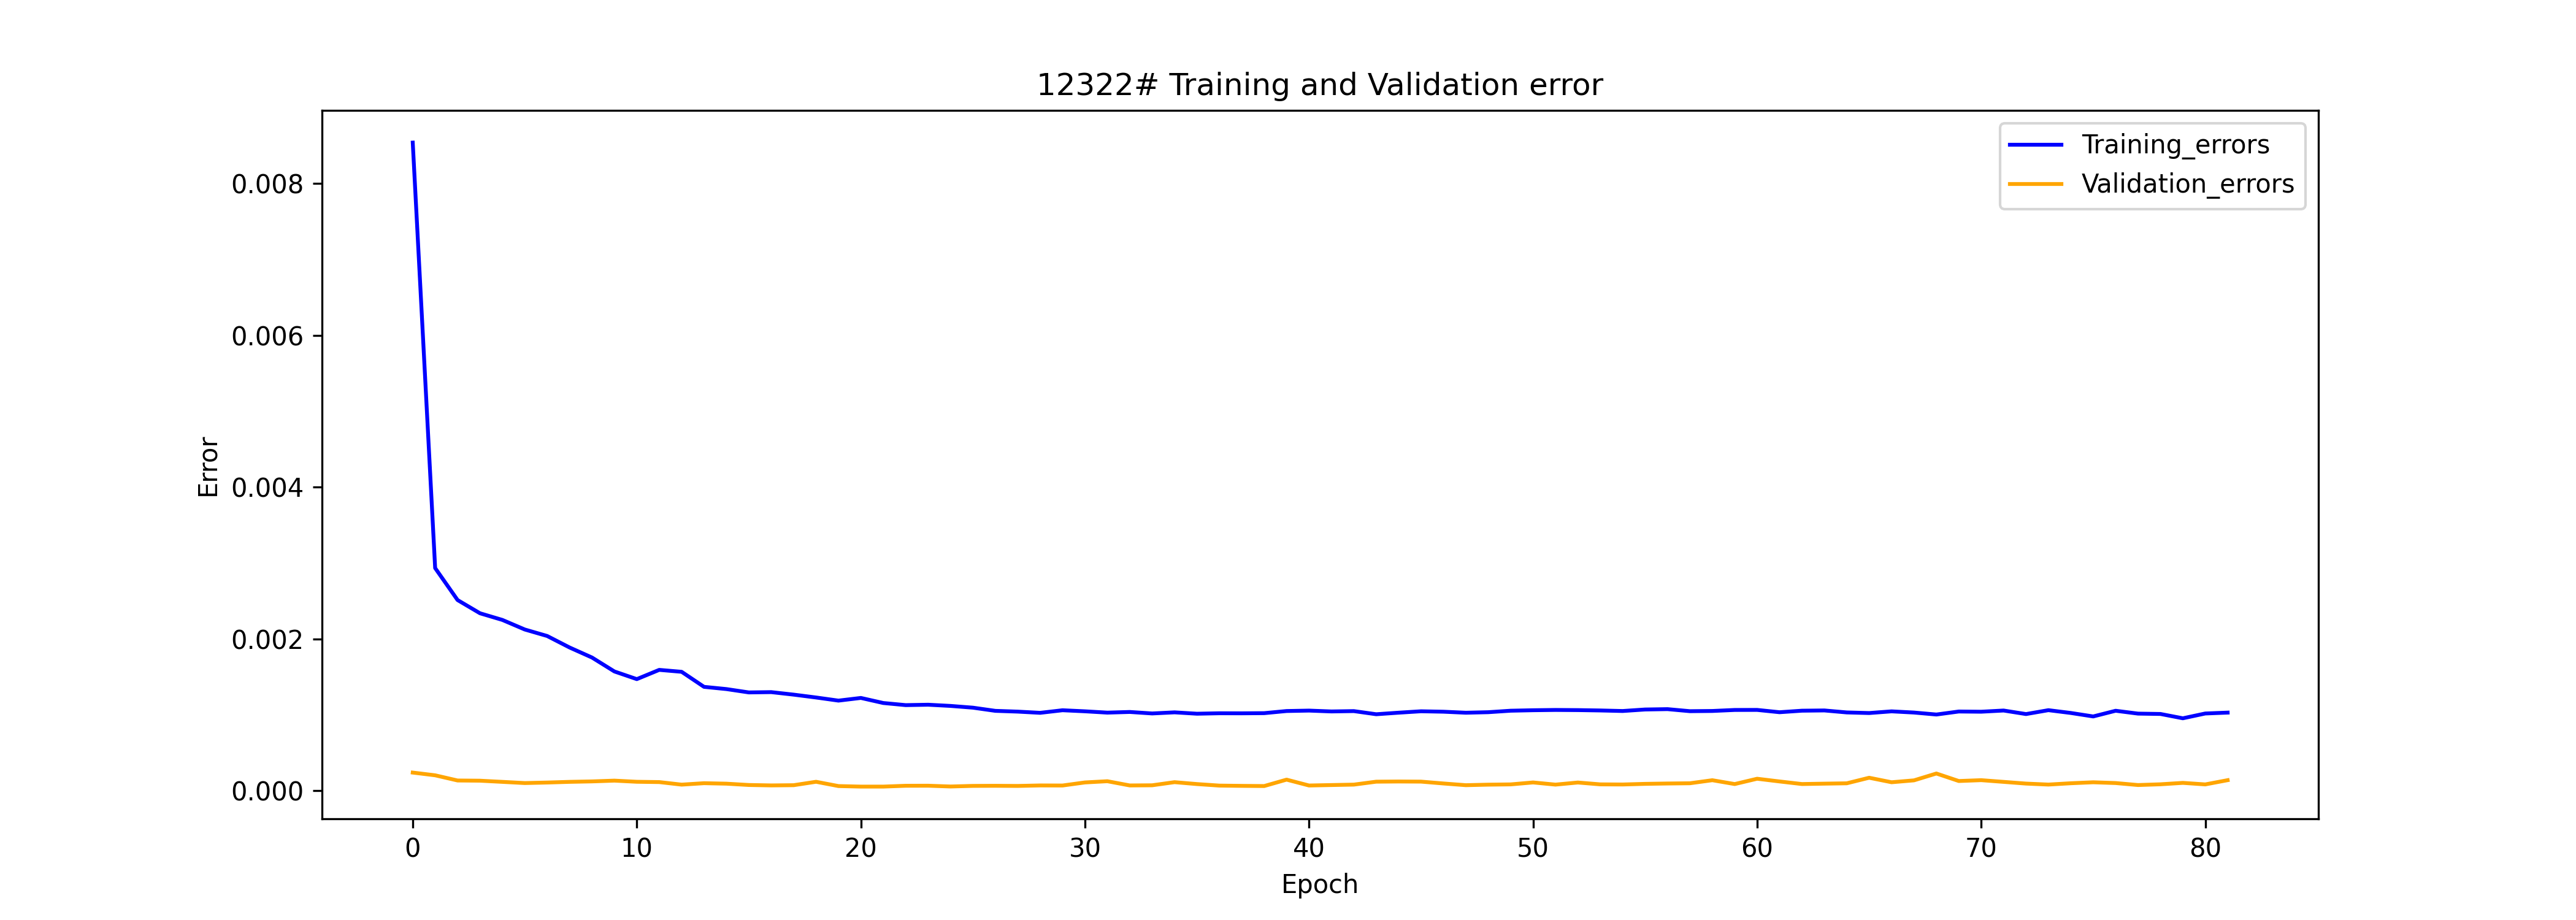 12322# Training and Validation error
Training_errors
Validation_errors
0.008
0.006
0.004
0.002
0.000
Error
0 10 20 30 40 50 60 70 80
Epoch